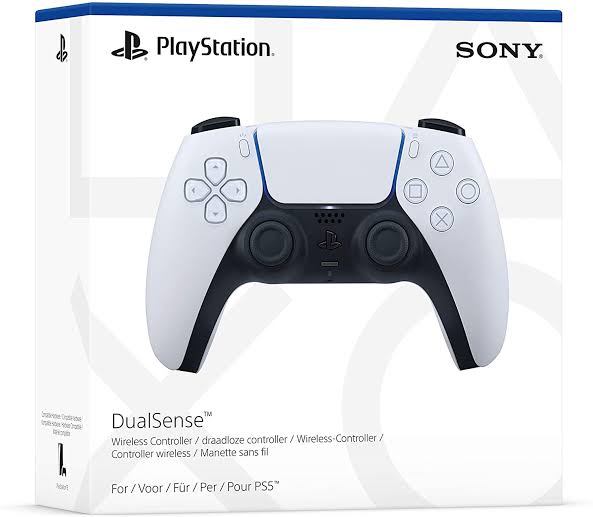 PlayStation®
SONY®
DualSense™
Wireless Controller / draadloze controller / Wireless-Controller /
Controller wireless / Manette sans fil
For / Voor / Für / Per / Pour PS5™